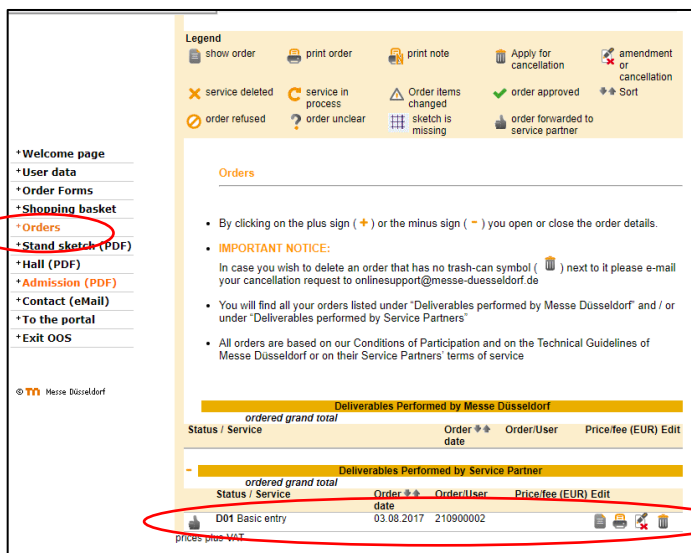 Legend
show order
print order
print note
Apply for cancellation
amendment or cancellation
service deleted
service in process
Order items changed
order approved
Sort
order refused
order unclear
sketch is missing
order forwarded to service partner
+Welcome page
+User data
+Order Forms
+Shopping basket
+Orders
+Stand sketch (PDF)
+Hall (PDF)
+Admission (PDF)
+Contact (eMail)
+To the portal
+Exit OOS
© Messe Düsseldorf
Orders
• By clicking on the plus sign ( + ) or the minus sign ( - ) you open or close the order details.
• IMPORTANT NOTICE:
In case you wish to delete an order that has no trash-can symbol ( ) next to it please e-mail
your cancellation request to onlinesupport@messe-duesseldorf.de
• You will find all your orders listed under “Deliverables performed by Messe Düsseldorf” and / or
under “Deliverables performed by Service Partners”
• All orders are based on our Conditions of Participation and on the Technical Guidelines of
Messe Düsseldorf or on their Service Partners’ terms of service
Deliverables Performed by Messe Düsseldorf
ordered grand total
Status / Service Order date Order/User Price/fee (EUR) Edit
- Deliverables Performed by Service Partner
ordered grand total
Status / Service Order date Order/User Price/fee (EUR) Edit
D01 Basic entry 03.08.2017 210900002
prices plus VAT